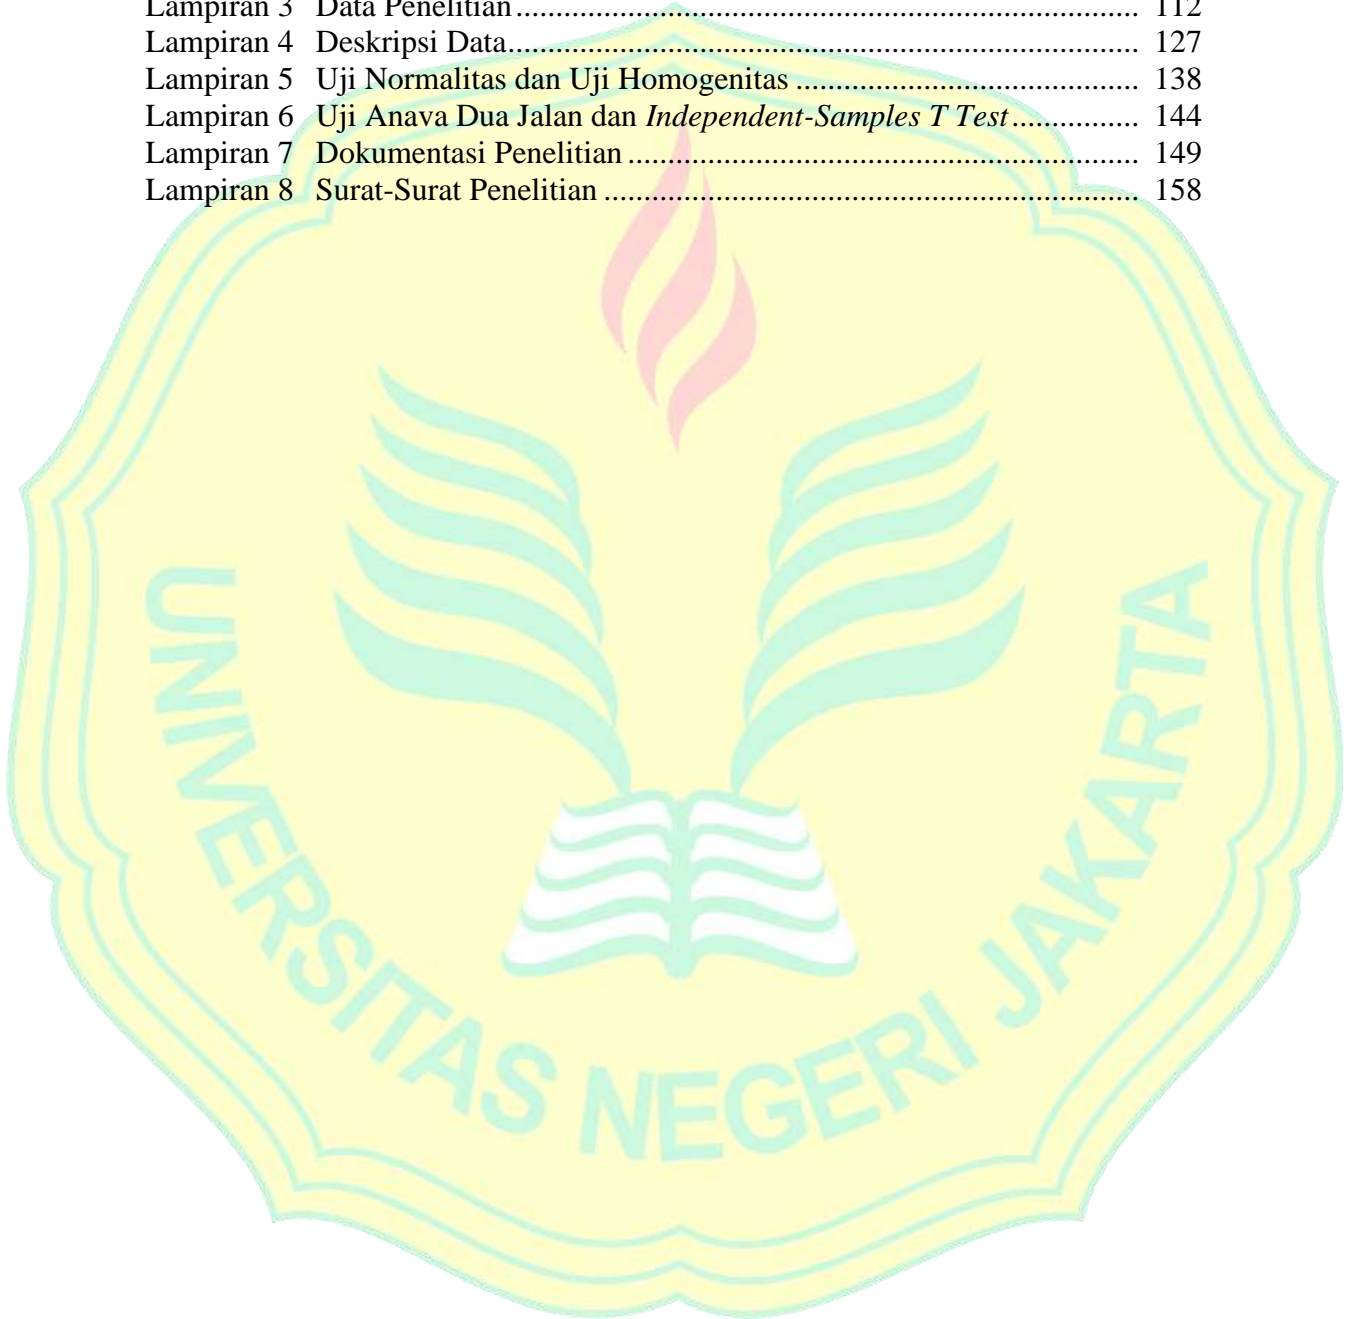 Lampiran 3 Data Penelitian........................................................................... 112
Lampiran 4 Deskripsi Data............................................................................ 127
Lampiran 5 Uji Normalitas dan Uji Homogenitas ......................................... 138
Lampiran 6 Uji Anava Dua Jalan dan Independent-Samples T Test............... 144
Lampiran 7 Dokumentasi Penelitian .............................................................. 149
Lampiran 8 Surat-Surat Penelitian ................................................................. 158
UNIVERSITAS NEGERI JAKARTA